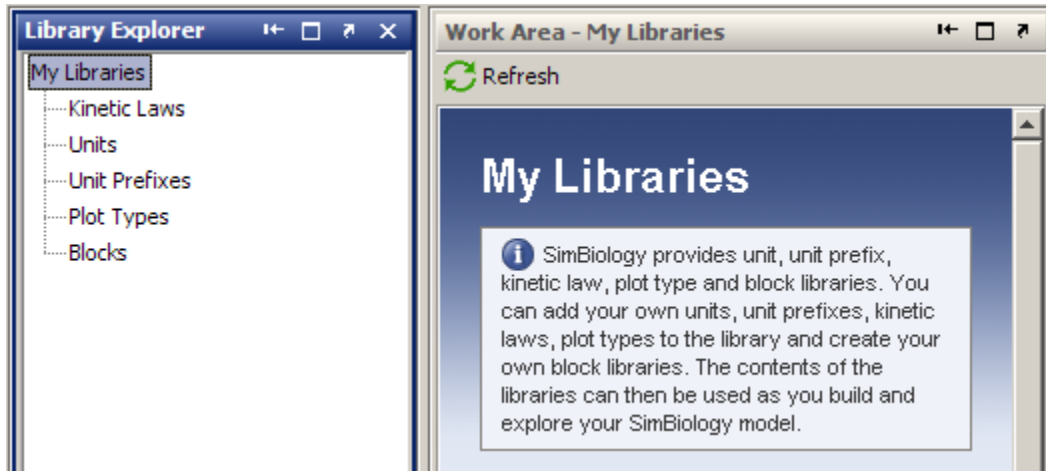 Library Explorer
My Libraries
Kinetic Laws
Units
Unit Prefixes
Plot Types
Blocks
Work Area - My Libraries
Refresh
My Libraries
SimBiology provides unit, unit prefix,
kinetic law, plot type and block libraries. You
can add your own units, unit prefixes, kinetic
laws, plot types to the library and create your
own block libraries. The contents of the
libraries can then be used as you build and
explore your SimBiology model.